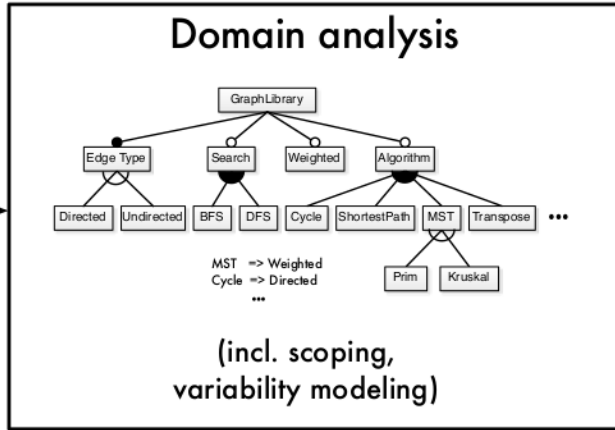 Domain analysis
GraphLibrary
Edge Type Search Weighted Algorithm
Directed Undirected BFS DFS Cycle ShortestPath MST Transpose •••
MST => Weighted
Cycle => Directed
•••
Prim Kruskal
(incl. scoping,
variability modeling)